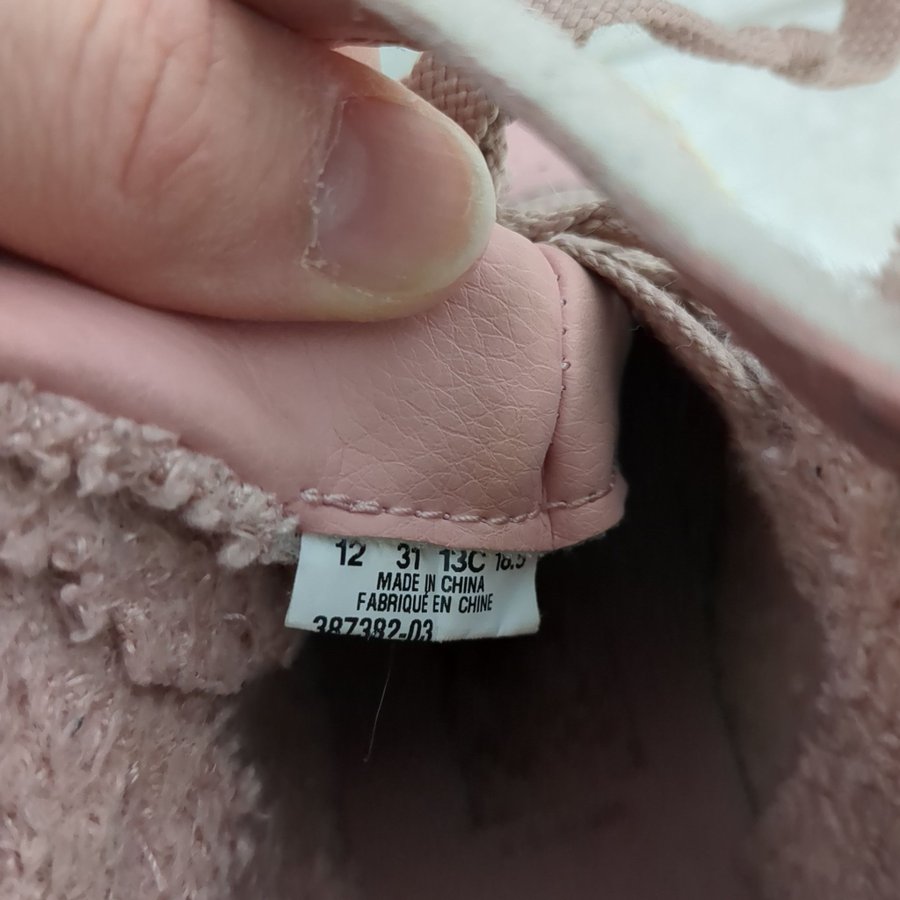 12 31 13C 18.5
MADE IN CHINA
FABRIQUÉ EN CHINE
387382-03